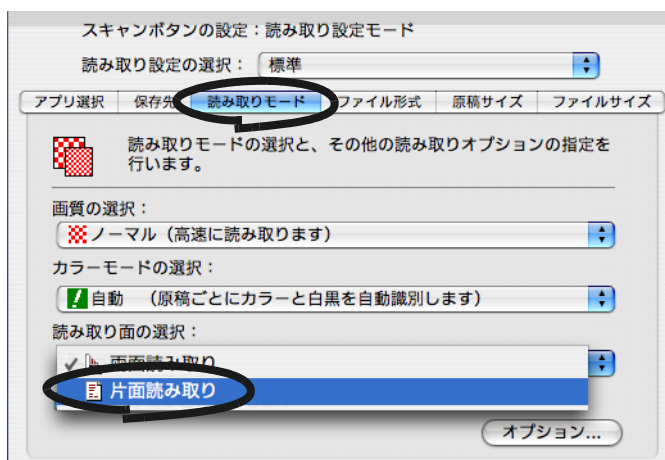 スキャンボタンの設定：読み取り設定モード
読み取り設定の選択： 標準
アプリ選択 保存先 読み取りモード ファイル形式 原稿サイズ ファイルサイズ
読み取りモードの選択と、その他の読み取りオプションの指定を
行います。
画質の選択：
ノーマル（高速に読み取ります）
カラーモードの選択：
自動 （原稿ごとにカラーと白黒を自動識別します）
読み取り面の選択：
両面読み取り
片面読み取り
オプション...